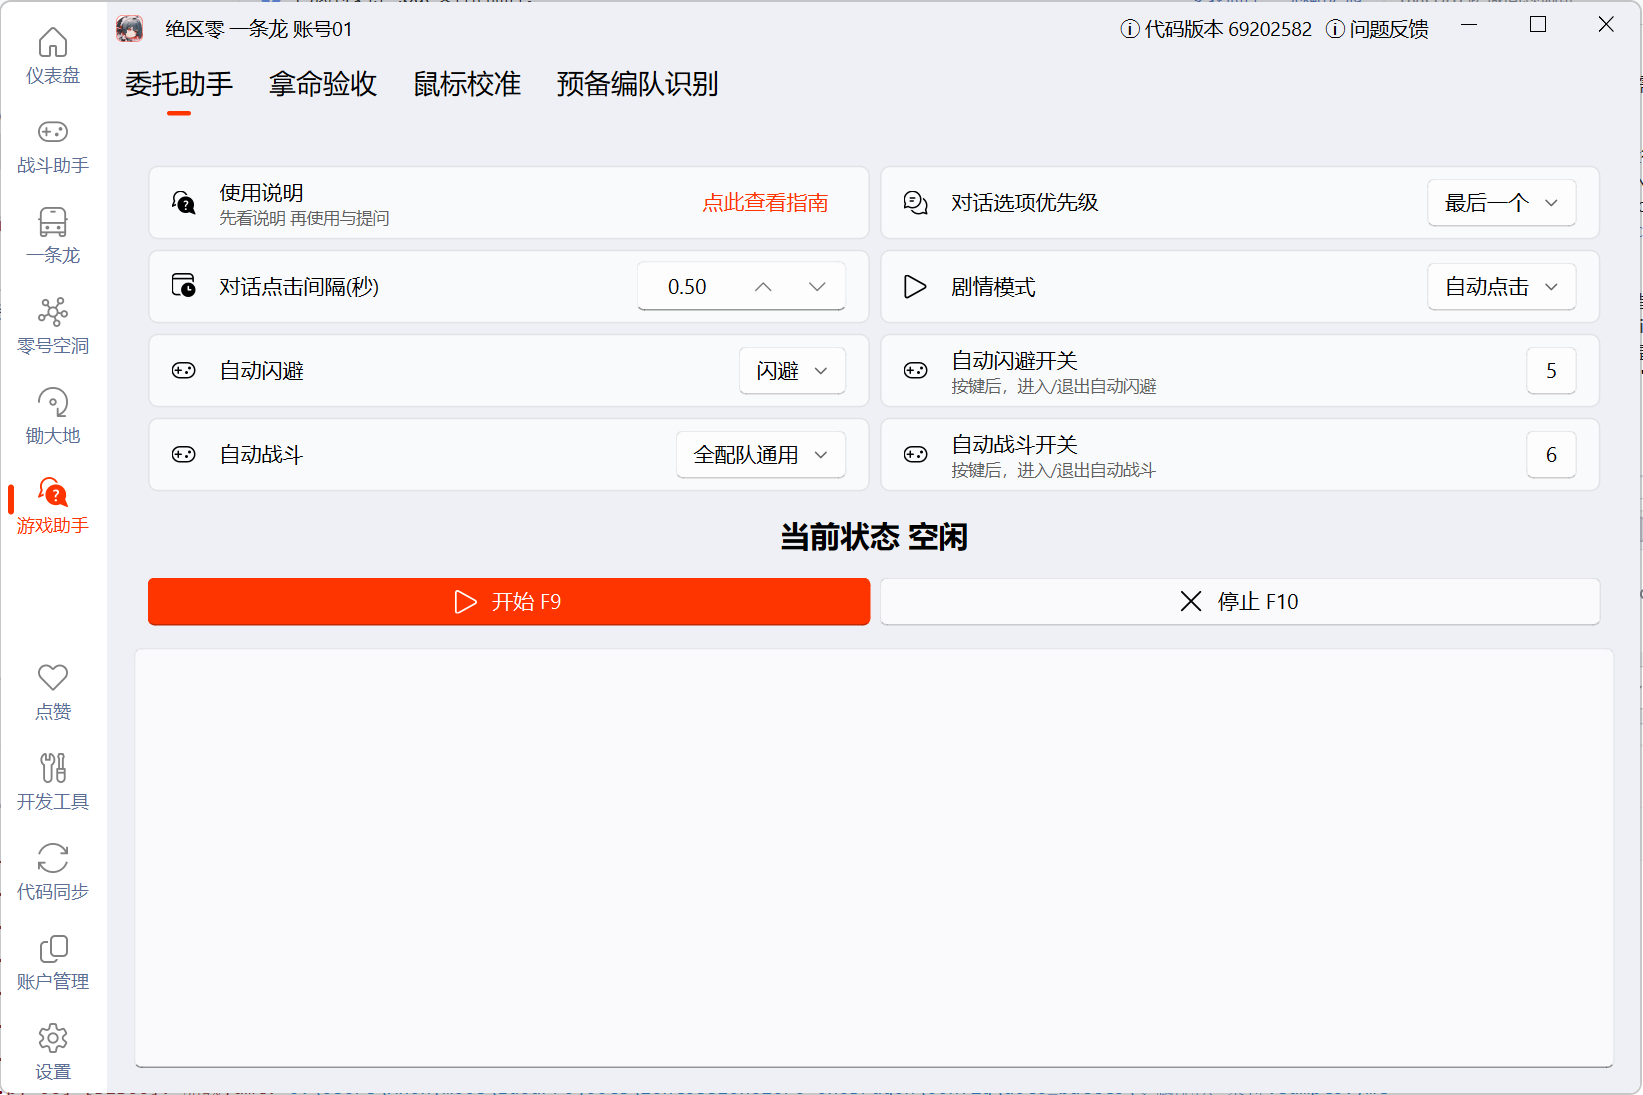 绝区零 一条龙 账号01
代码版本 69202582
问题反馈
仪表盘
战斗助手
一条龙
零号空洞
锄大地
游戏助手
点赞
开发工具
代码同步
账户管理
设置
委托助手 拿命验收 鼠标校准 预备编队识别
使用说明
先看说明 再使用与提问
点此查看指南
对话选项优先级
最后一个
对话点击间隔(秒)
0.50
剧情模式
自动点击
自动闪避
闪避
自动闪避开关
按键后，进入/退出自动闪避
5
自动战斗
全配队通用
自动战斗开关
按键后，进入/退出自动战斗
6
当前状态 空闲
开始 F9
停止 F10